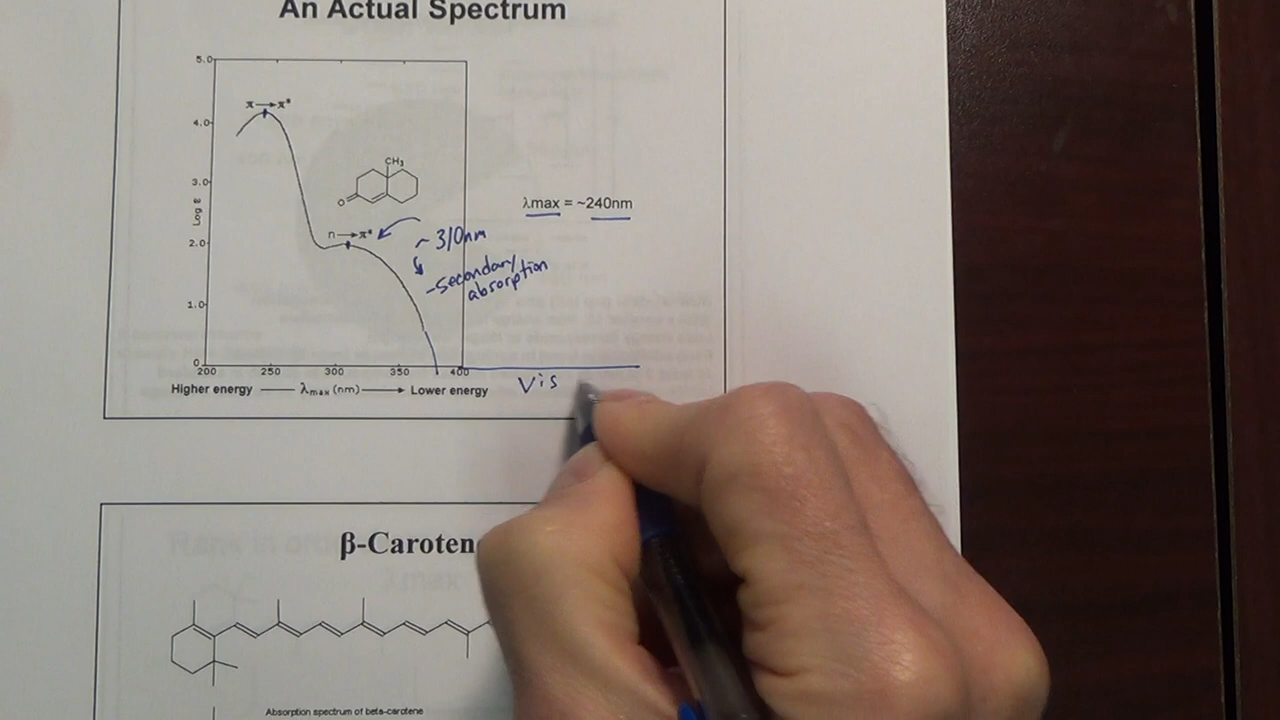 An Actual Spectrum
5.0
π→π*
4.0
CH₃
3.0
O
Log ε
λmax = ~240nm
n→π*
~310nm
2.0
-Secondary absorption
1.0
0
200 250 300 350 400
Vis
Higher energy — λmax (nm) → Lower energy
β-Caroten
Absorption spectrum of beta-carotene